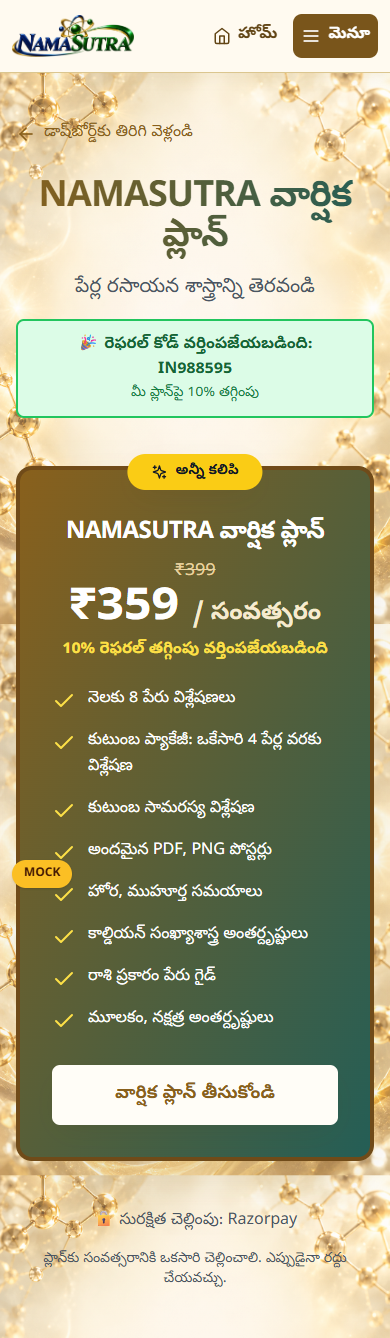 NAMASUTRA
హోమ్
మెనూ
డాష్‌బోర్డ్‌కు తిరిగి వెళ్లండి
NAMASUTRA వార్షిక
ప్లాన్
పేర్ల రసాయన శాస్త్రాన్ని తెరవండి
🎉 రెఫరల్ కోడ్ వర్తింపజేయబడింది:
IN988595
మీ ప్లాన్‌పై 10% తగ్గింపు
అన్నీ కలిపి
NAMASUTRA వార్షిక ప్లాన్
₹399
₹359 / సంవత్సరం
10% రెఫరల్ తగ్గింపు వర్తింపజేయబడింది
నెలకు 8 పేరు విశ్లేషణలు
కుటుంబ ప్యాకేజీ: ఒకేసారి 4 పేర్ల వరకు
విశ్లేషణ
కుటుంబ సామరస్య విశ్లేషణ
అందమైన PDF, PNG పోస్టర్లు
MOCK
హోర, ముహూర్త సమయాలు
కాల్డియన్ సంఖ్యాశాస్త్ర అంతర్దృష్టులు
రాశి ప్రకారం పేరు గైడ్
మూలకం, నక్షత్ర అంతర్దృష్టులు
వార్షిక ప్లాన్ తీసుకోండి
🔒 సురక్షిత చెల్లింపు: Razorpay
ప్లాన్‌కు సంవత్సరానికి ఒకసారి చెల్లించాలి. ఎప్పుడైనా రద్దు
చేయవచ్చు.